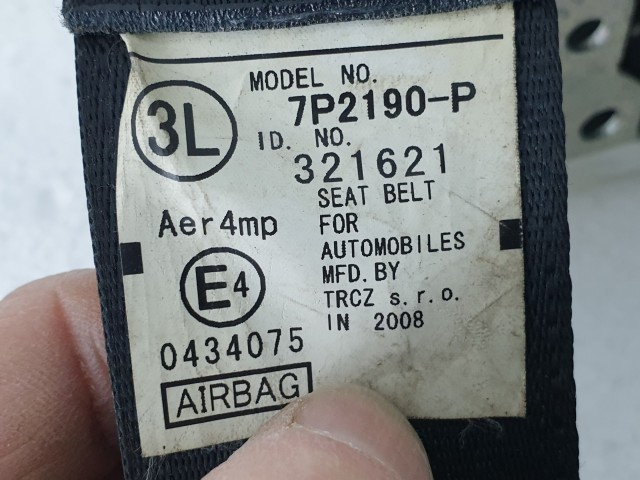 MODEL NO.
7P2190-P
3L
ID. NO.
321621
SEAT BELT
Aer4mp
FOR
AUTOMOBILES
E4
MFD. BY
TRCZ s.r.o.
IN 2008
0434075
AIRBAG